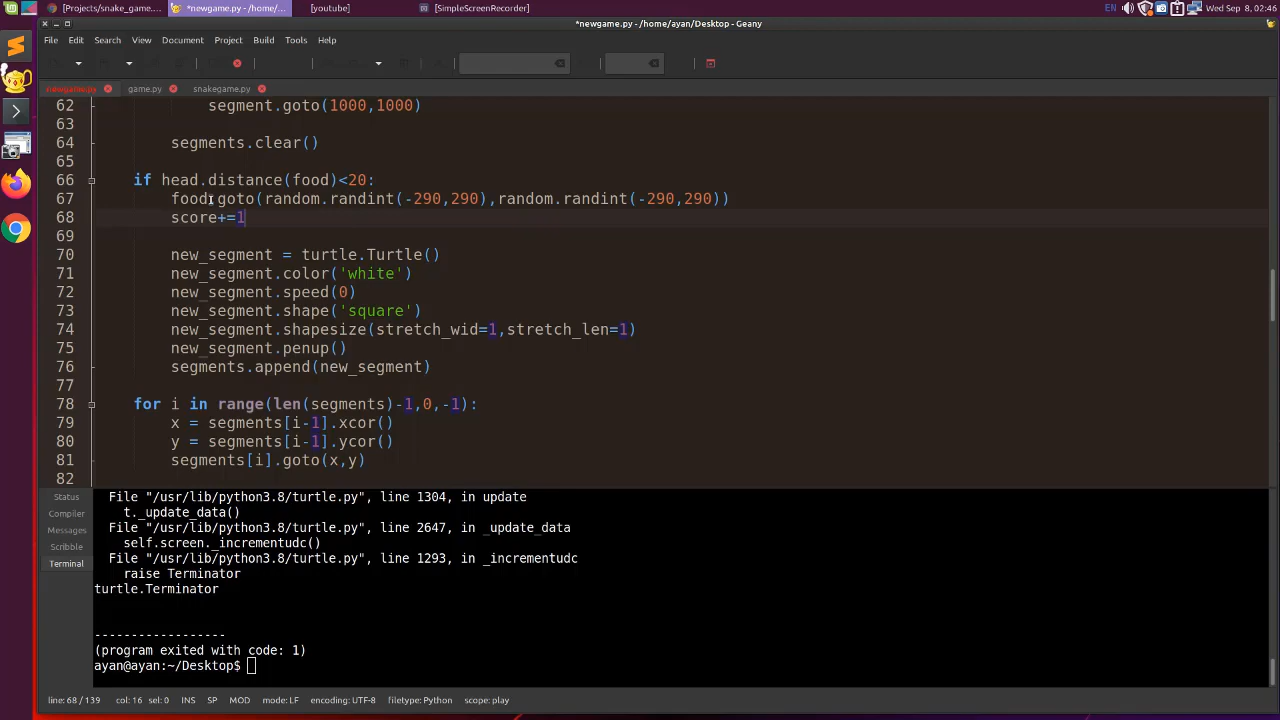 [Projects/snake_game.... *newgame.py - /home/... [youtube] [SimpleScreenRecorder] EN Wed Sep 8, 02:46
*newgame.py - /home/ayan/Desktop - Geany
File Edit Search View Document Project Build Tools Help
newgame.py game.py snakegame.py
62 segment.goto(1000,1000)
63
64 segments.clear()
65
66 if head.distance(food)<20:
67 food.goto(random.randint(-290,290),random.randint(-290,290))
68 score+=1
69
70 new_segment = turtle.Turtle()
71 new_segment.color('white')
72 new_segment.speed(0)
73 new_segment.shape('square')
74 new_segment.shapesize(stretch_wid=1,stretch_len=1)
75 new_segment.penup()
76 segments.append(new_segment)
77
78 for i in range(len(segments)-1,0,-1):
79 x = segments[i-1].xcor()
80 y = segments[i-1].ycor()
81 segments[i].goto(x,y)
82
Status
Compiler
Messages
Scribble
Terminal
File "/usr/lib/python3.8/turtle.py", line 1304, in update
t._update_data()
File "/usr/lib/python3.8/turtle.py", line 2647, in _update_data
self.screen._incrementudc()
File "/usr/lib/python3.8/turtle.py", line 1293, in _incrementudc
raise Terminator
turtle.Terminator
------------------
(program exited with code: 1)
ayan@ayan:~/Desktop$
line: 68 / 139 col: 16 sel: 0 INS SP MOD mode: LF encoding: UTF-8 filetype: Python scope: play